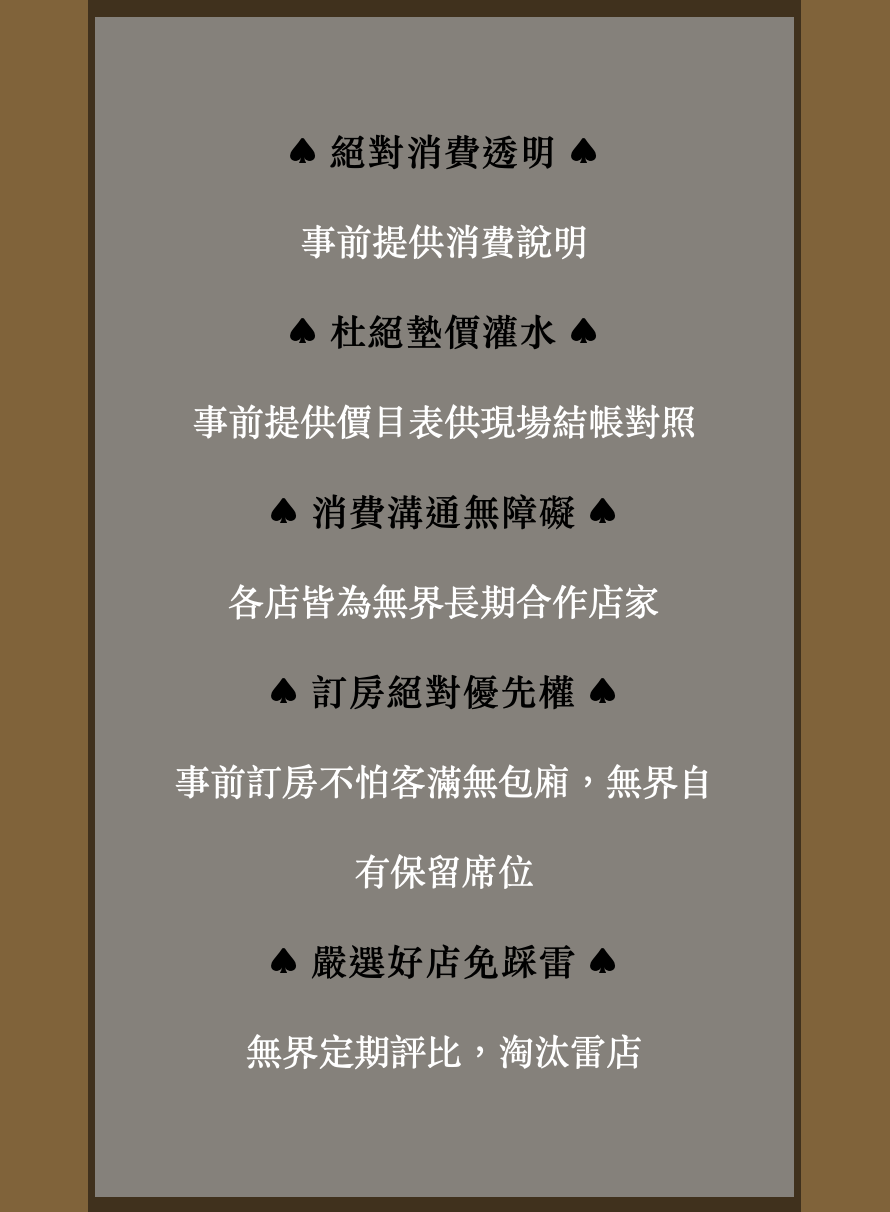 ♠ 絕對消費透明 ♠
事前提供消費說明
♠ 杜絕墊價灌水 ♠
事前提供價目表供現場結帳對照
♠ 消費溝通無障礙 ♠
各店皆為無界長期合作店家
♠ 訂房絕對優先權 ♠
事前訂房不怕客滿無包廂，無界自
有保留席位
♠ 嚴選好店免踩雷 ♠
無界定期評比，淘汰雷店